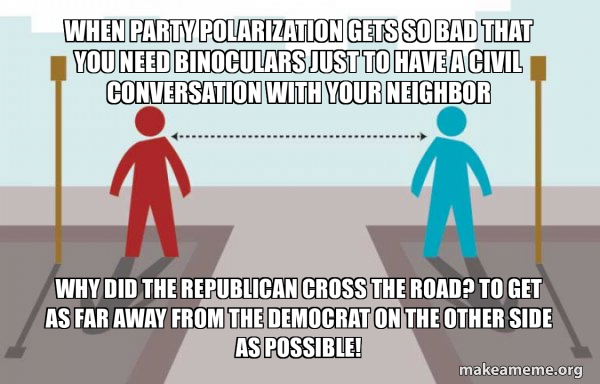 WHEN PARTY POLARIZATION GETS SO BAD THAT
YOU NEED BINOCULARS JUST TO HAVE A CIVIL
CONVERSATION WITH YOUR NEIGHBOR
WHY DID THE REPUBLICAN CROSS THE ROAD? TO GET
AS FAR AWAY FROM THE DEMOCRAT ON THE OTHER SIDE
AS POSSIBLE!
makeameme.org